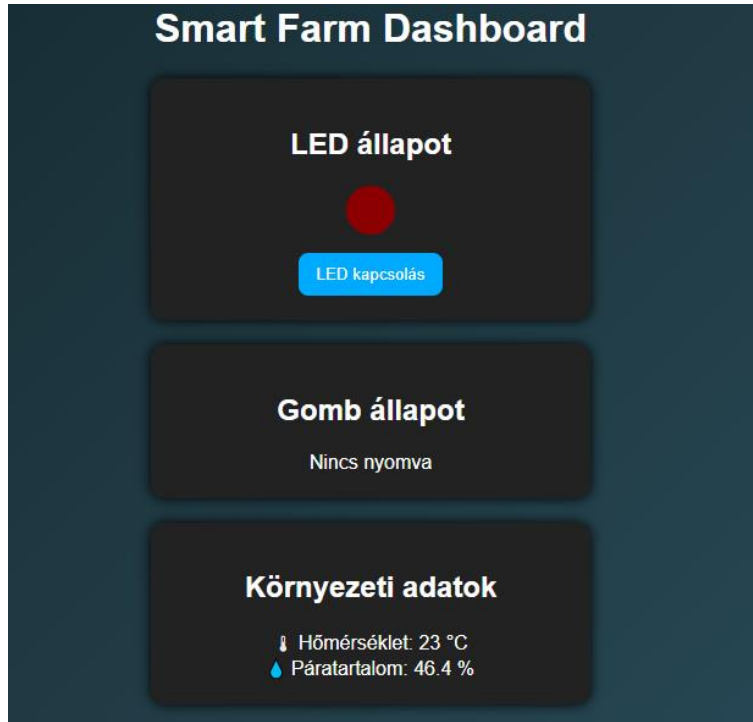 Smart Farm Dashboard
LED állapot
LED kapcsolás
Gomb állapot
Nincs nyomva
Környezeti adatok
🌡 Hőmérséklet: 23 °C
💧 Páratartalom: 46.4 %